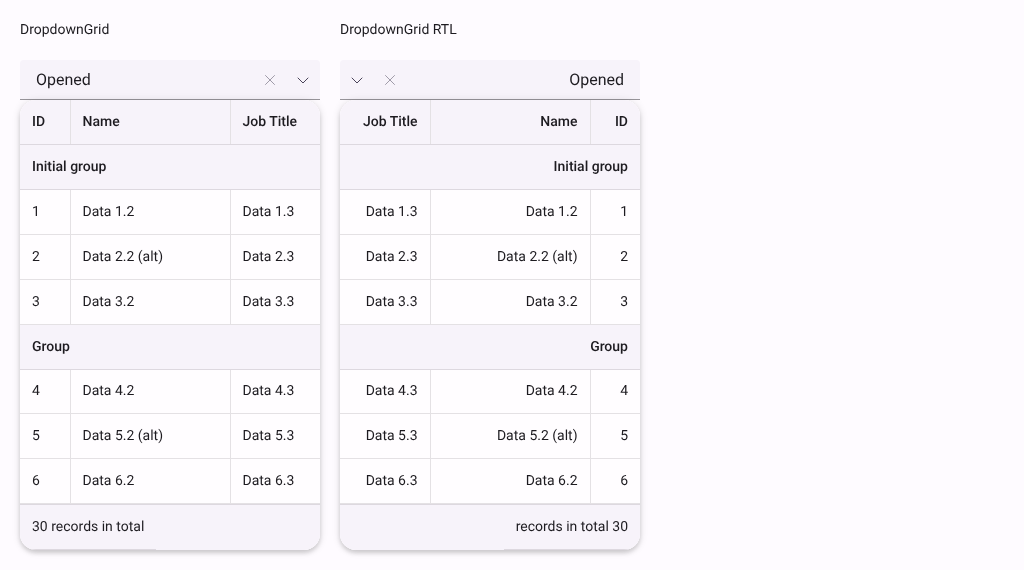 DropdownGrid
Opened
ID Name Job Title
Initial group
1 Data 1.2 Data 1.3
2 Data 2.2 (alt) Data 2.3
3 Data 3.2 Data 3.3
Group
4 Data 4.2 Data 4.3
5 Data 5.2 (alt) Data 5.3
6 Data 6.2 Data 6.3
30 records in total
DropdownGrid RTL
Opened
Job Title Name ID
Initial group
Data 1.3 Data 1.2 1
Data 2.3 Data 2.2 (alt) 2
Data 3.3 Data 3.2 3
Group
Data 4.3 Data 4.2 4
Data 5.3 Data 5.2 (alt) 5
Data 6.3 Data 6.2 6
records in total 30